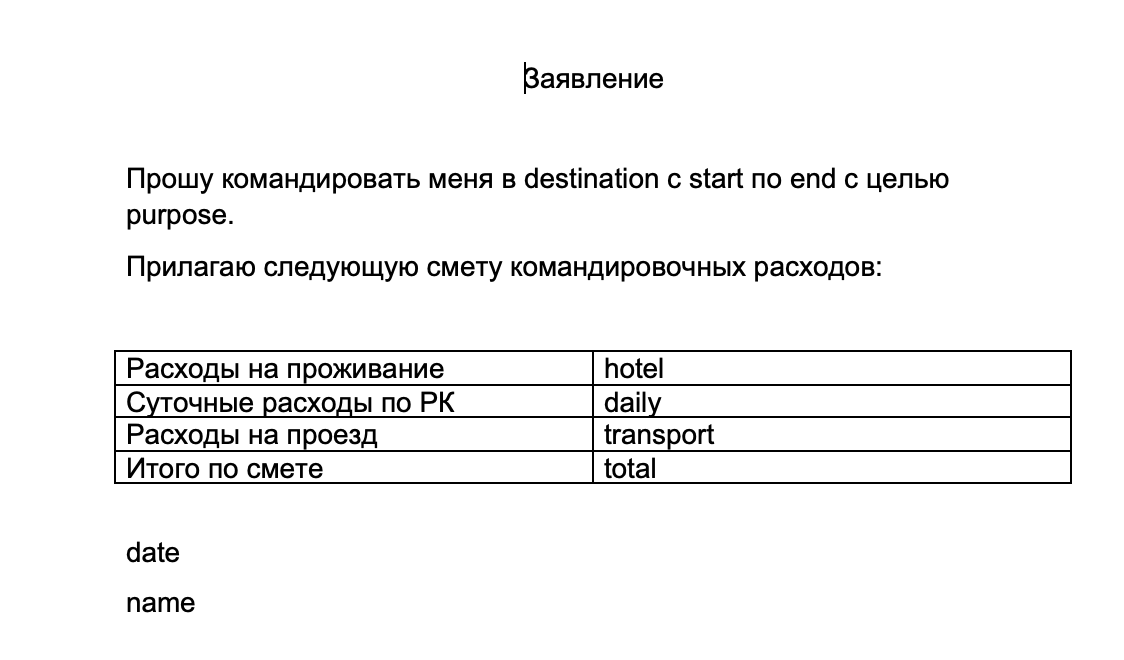 Заявление
Прошу командировать меня в destination с start по end с целью
purpose.
Прилагаю следующую смету командировочных расходов:
Расходы на проживание hotel
Суточные расходы по РК daily
Расходы на проезд transport
Итого по смете total
date
name